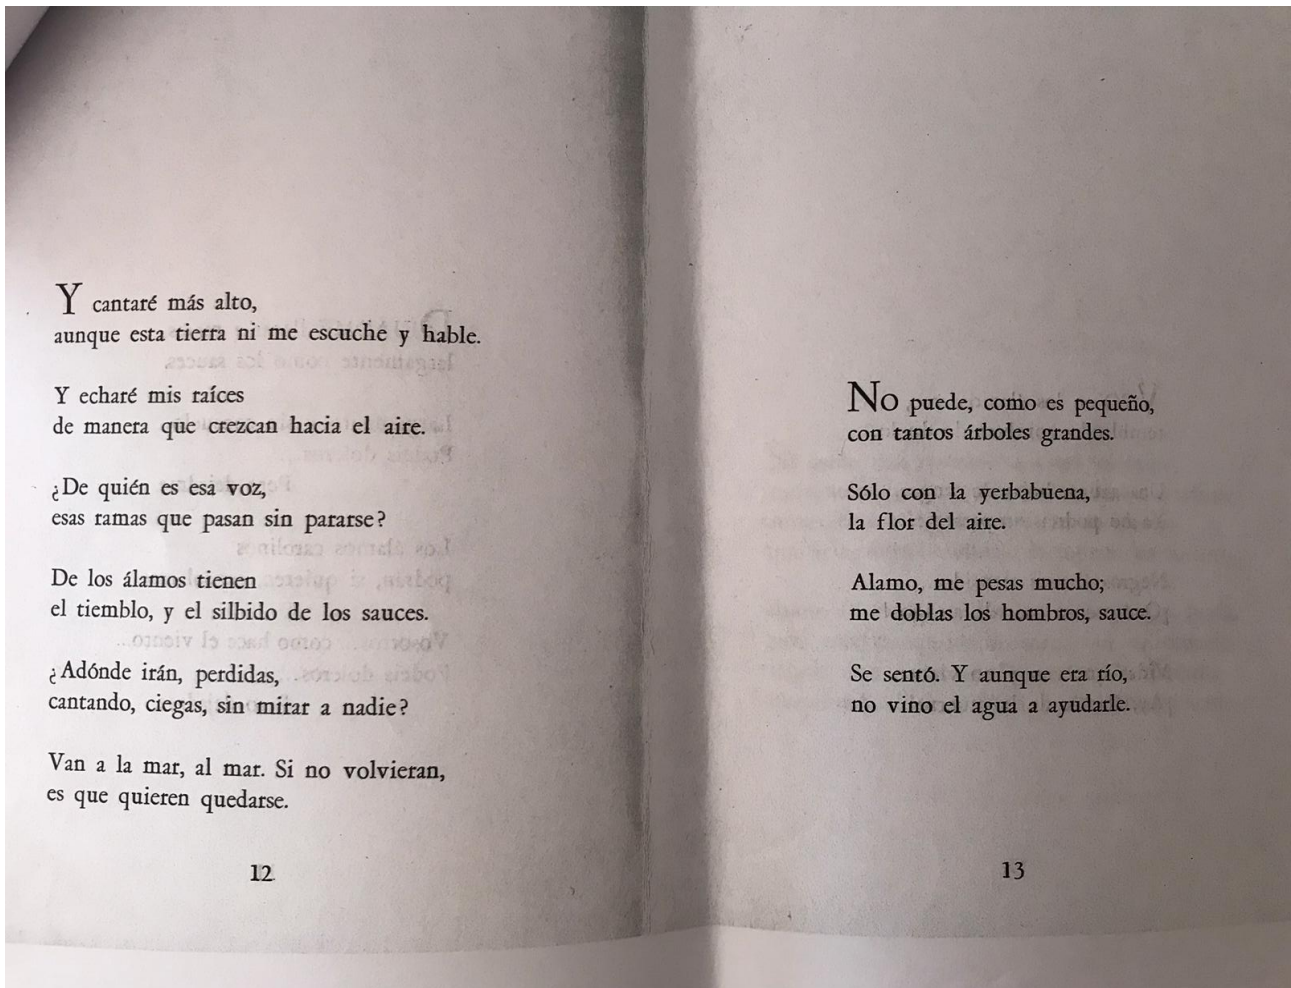 Y cantaré más alto,
aunque esta tierra ni me escuche y hable.
Y echaré mis raíces
de manera que crezcan hacia el aire.
¿De quién es esa voz,
esas ramas que pasan sin pararse?
De los álamos tienen
el tiemblo, y el silbido de los sauces.
¿Adónde irán, perdidas,
cantando, ciegas, sin mirar a nadie?
Van a la mar, al mar. Si no volvieran,
es que quieren quedarse.
12
No puede, como es pequeño,
con tantos árboles grandes.
Sólo con la yerbabuena,
la flor del aire.
Alamo, me pesas mucho;
me doblas los hombros, sauce.
Se sentó. Y aunque era río,
no vino el agua a ayudarle.
13